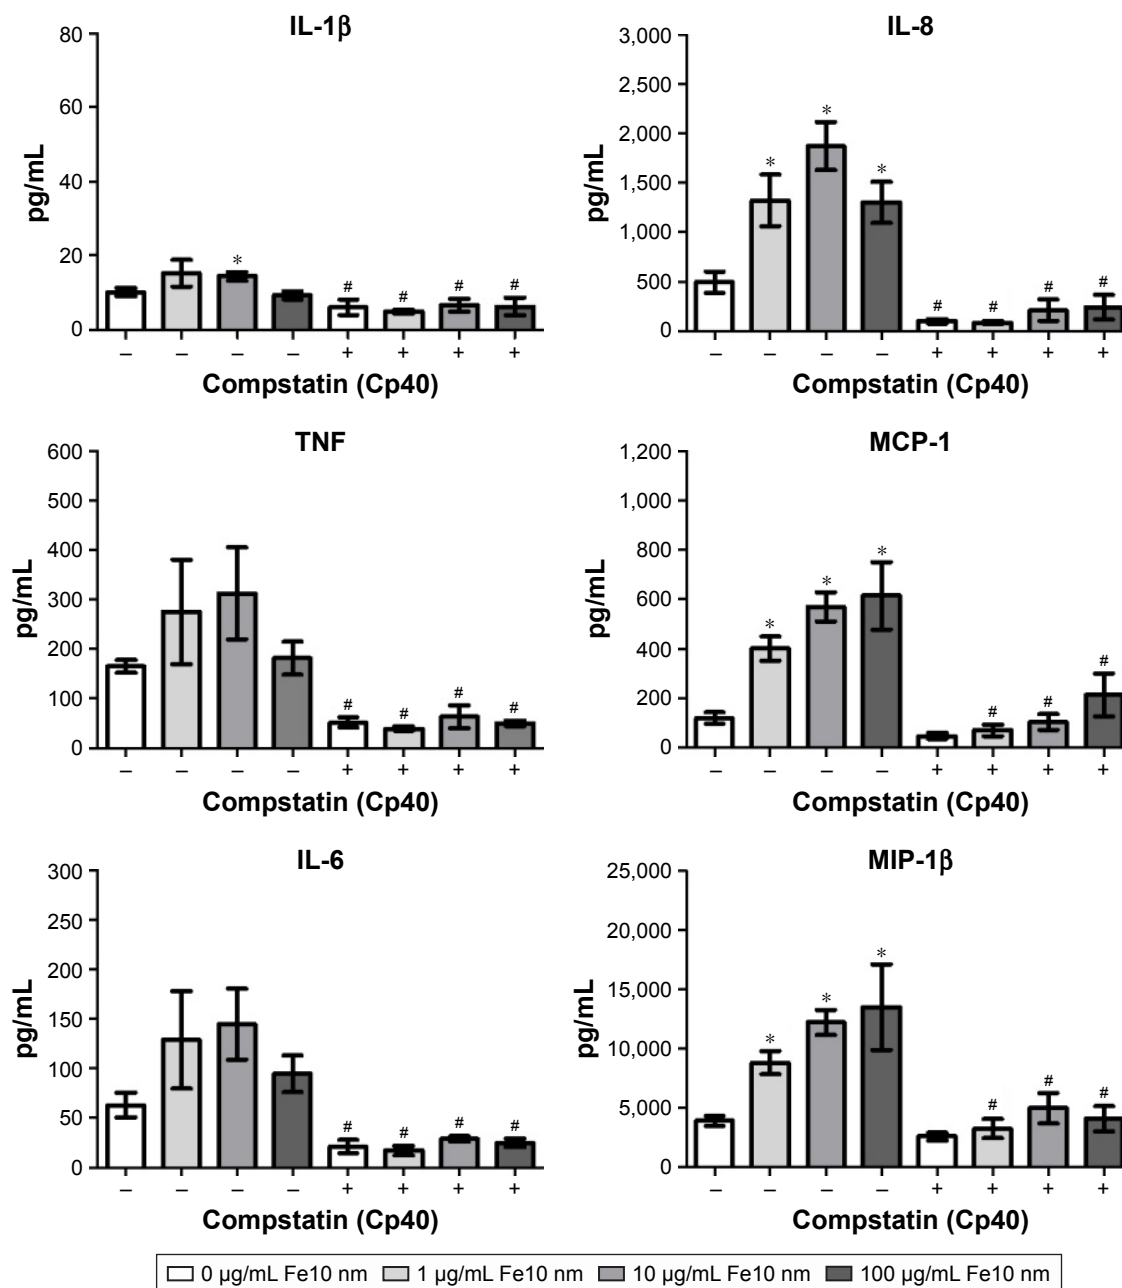 IL-1β
80
60
40
20
0
pg/mL
*
# # # #
– – – – + + + +
Compstatin (Cp40)
IL-8
3,000
2,500
2,000
1,500
1,000
500
0
pg/mL
* * *
# # # #
– – – – + + + +
Compstatin (Cp40)
TNF
600
500
400
300
200
100
0
pg/mL
# # # #
– – – – + + + +
Compstatin (Cp40)
MCP-1
1,200
1,000
800
600
400
200
0
pg/mL
* * *
# # #
– – – – + + + +
Compstatin (Cp40)
IL-6
300
250
200
150
100
50
0
pg/mL
# # # #
– – – – + + + +
Compstatin (Cp40)
MIP-1β
25,000
20,000
15,000
10,000
5,000
0
pg/mL
* * *
# # #
– – – – + + + +
Compstatin (Cp40)
0 µg/mL Fe10 nm 1 µg/mL Fe10 nm 10 µg/mL Fe10 nm 100 µg/mL Fe10 nm